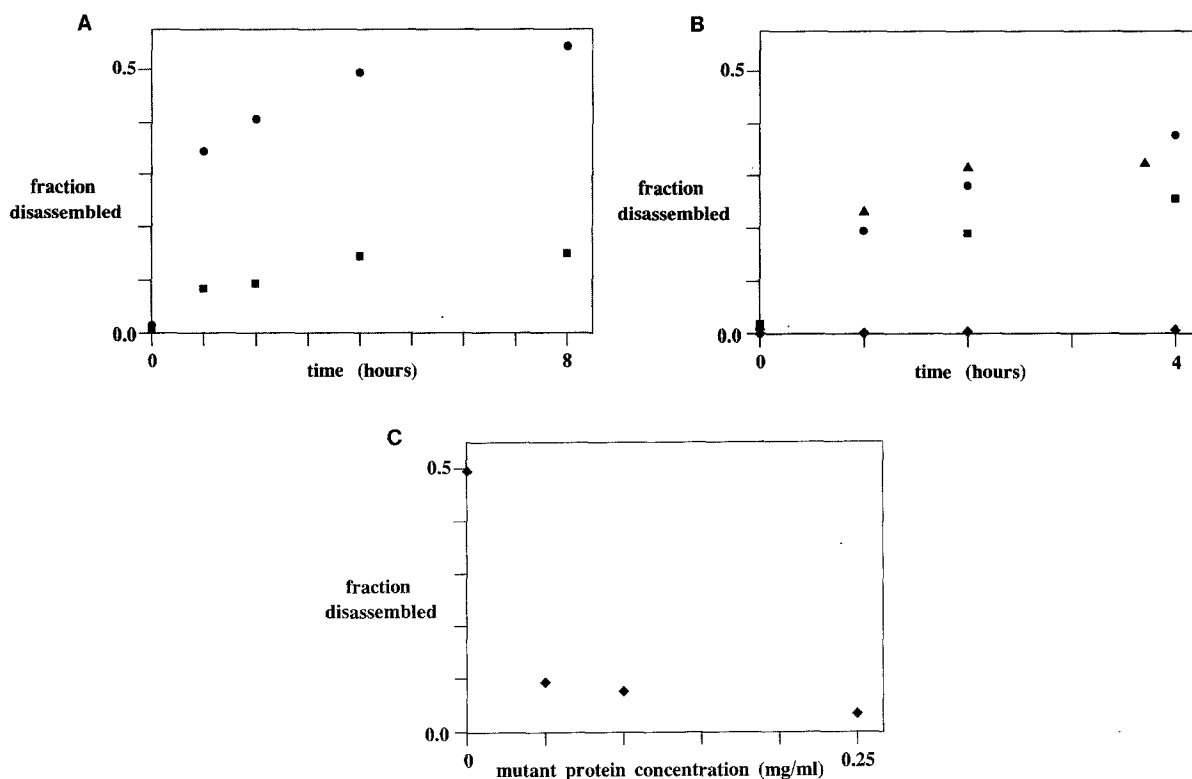 A
0.5
fraction
disassembled
0.0
0
8
time (hours)
B
0.5
fraction
disassembled
0.0
0
4
time (hours)
C
0.5
fraction
disassembled
0.0
0
0.25
mutant protein concentration (mg/ml)